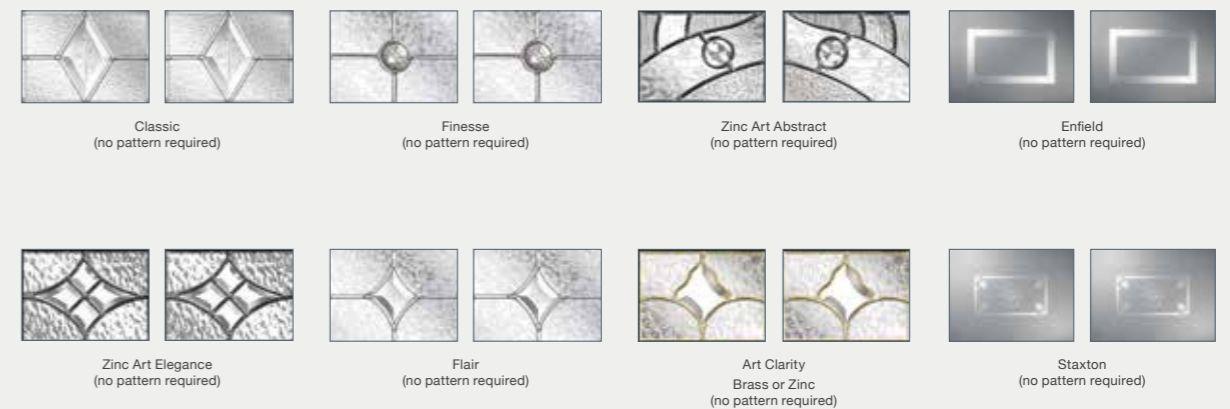 Classic
(no pattern required)
Finesse
(no pattern required)
Zinc Art Abstract
(no pattern required)
Enfield
(no pattern required)
Zinc Art Elegance
(no pattern required)
Flair
(no pattern required)
Art Clarity
Brass or Zinc
(no pattern required)
Staxton
(no pattern required)